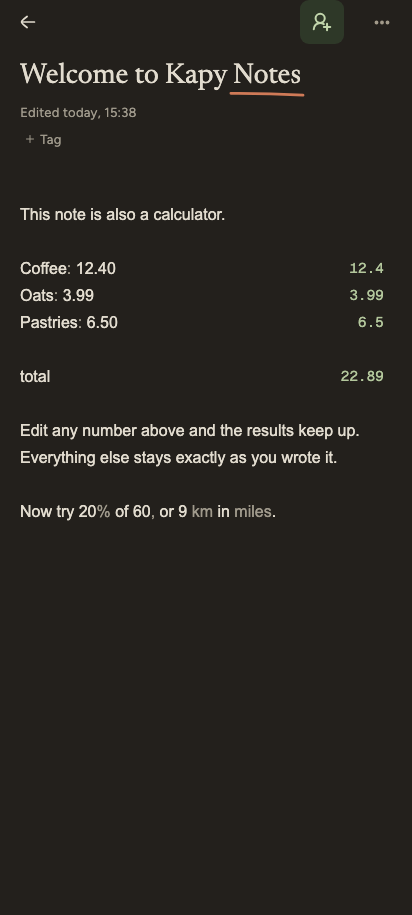 Welcome to Kapy Notes
Edited today, 15:38
+ Tag
This note is also a calculator.
Coffee: 12.40 12.4
Oats: 3.99 3.99
Pastries: 6.50 6.5
total 22.89
Edit any number above and the results keep up.
Everything else stays exactly as you wrote it.
Now try 20% of 60, or 9 km in miles.